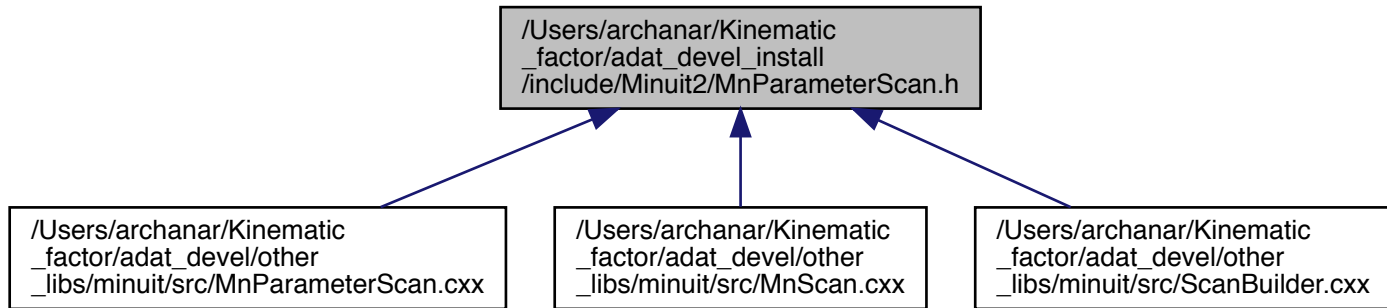 /Users/archanar/Kinematic
_factor/adat_devel_install
/include/Minuit2/MnParameterScan.h
/Users/archanar/Kinematic
_factor/adat_devel/other
_libs/minuit/src/MnParameterScan.cxx
/Users/archanar/Kinematic
_factor/adat_devel/other
_libs/minuit/src/MnScan.cxx
/Users/archanar/Kinematic
_factor/adat_devel/other
_libs/minuit/src/ScanBuilder.cxx